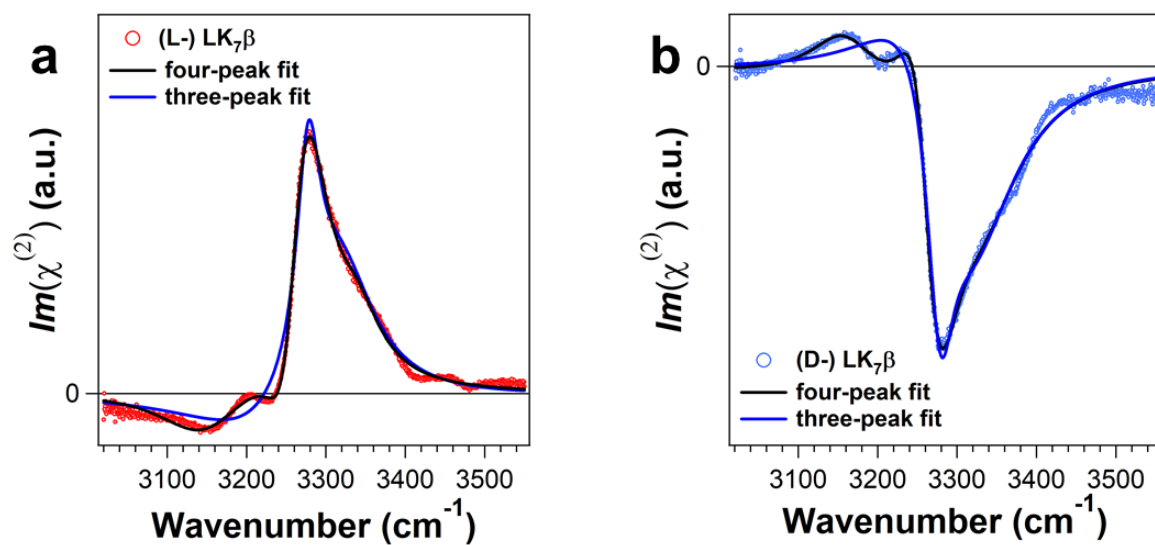 a
(L-) LK₇β
four-peak fit
three-peak fit
Im(χ⁽²⁾) (a.u.)
0
3100 3200 3300 3400 3500
Wavenumber (cm⁻¹)
b
0
Im(χ⁽²⁾) (a.u.)
(D-) LK₇β
four-peak fit
three-peak fit
3100 3200 3300 3400 3500
Wavenumber (cm⁻¹)